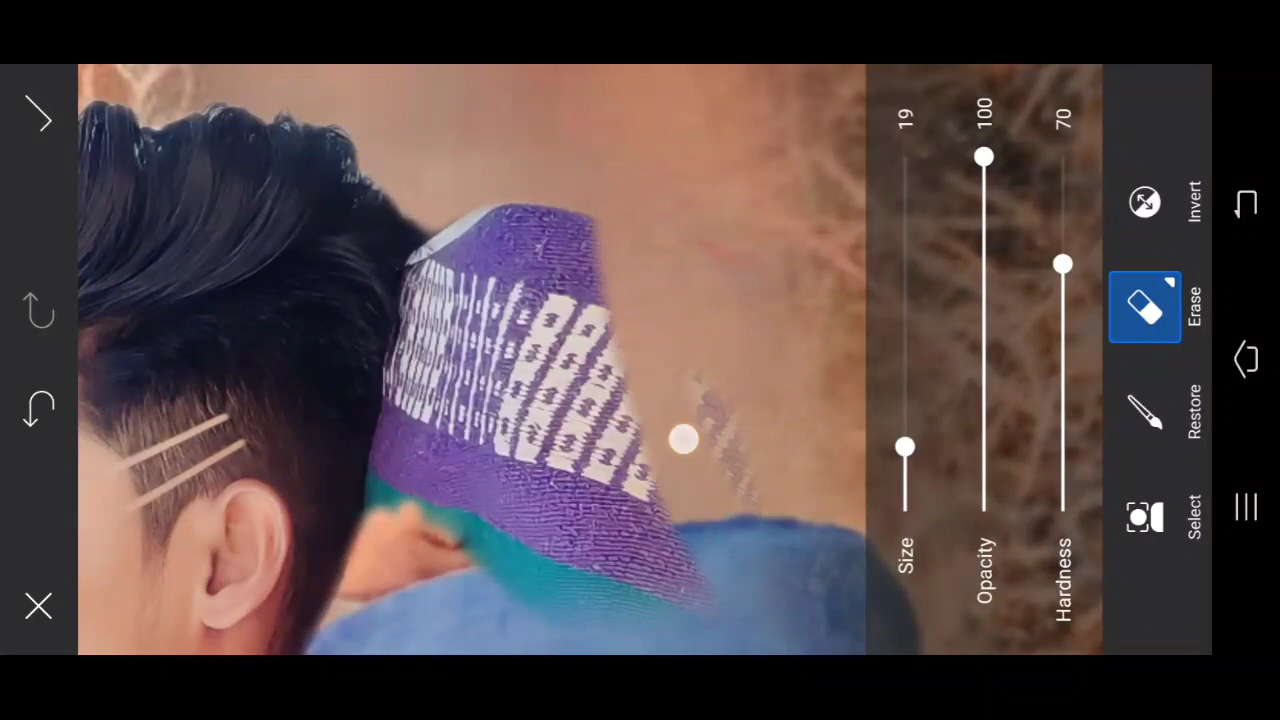 19
Size
100
Opacity
70
Hardness
Invert
Erase
Restore
Select